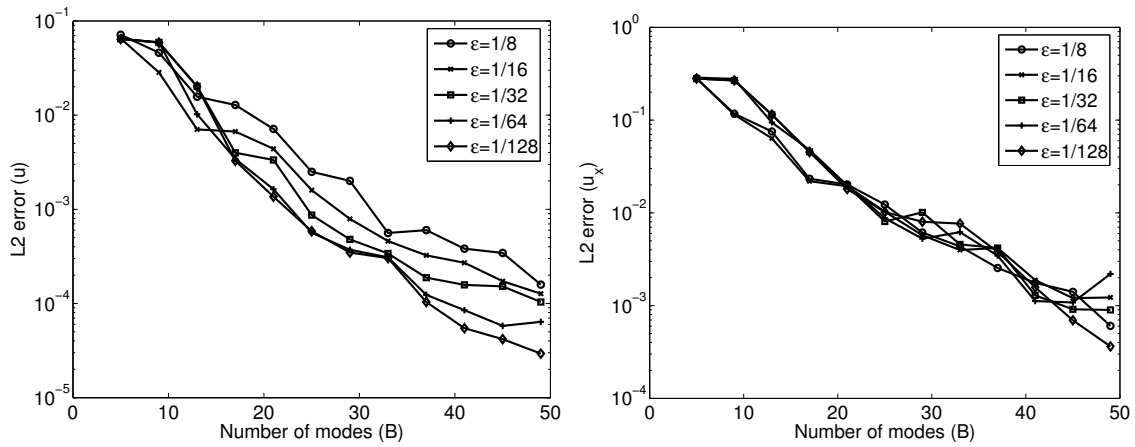 10^-1
10^-2
10^-3
10^-4
10^-5
L2 error (u)
0
10
20
30
40
50
Number of modes (B)
ε=1/8
ε=1/16
ε=1/32
ε=1/64
ε=1/128
10^0
10^-1
10^-2
10^-3
10^-4
L2 error (u_x)
0
10
20
30
40
50
Number of modes (B)
ε=1/8
ε=1/16
ε=1/32
ε=1/64
ε=1/128